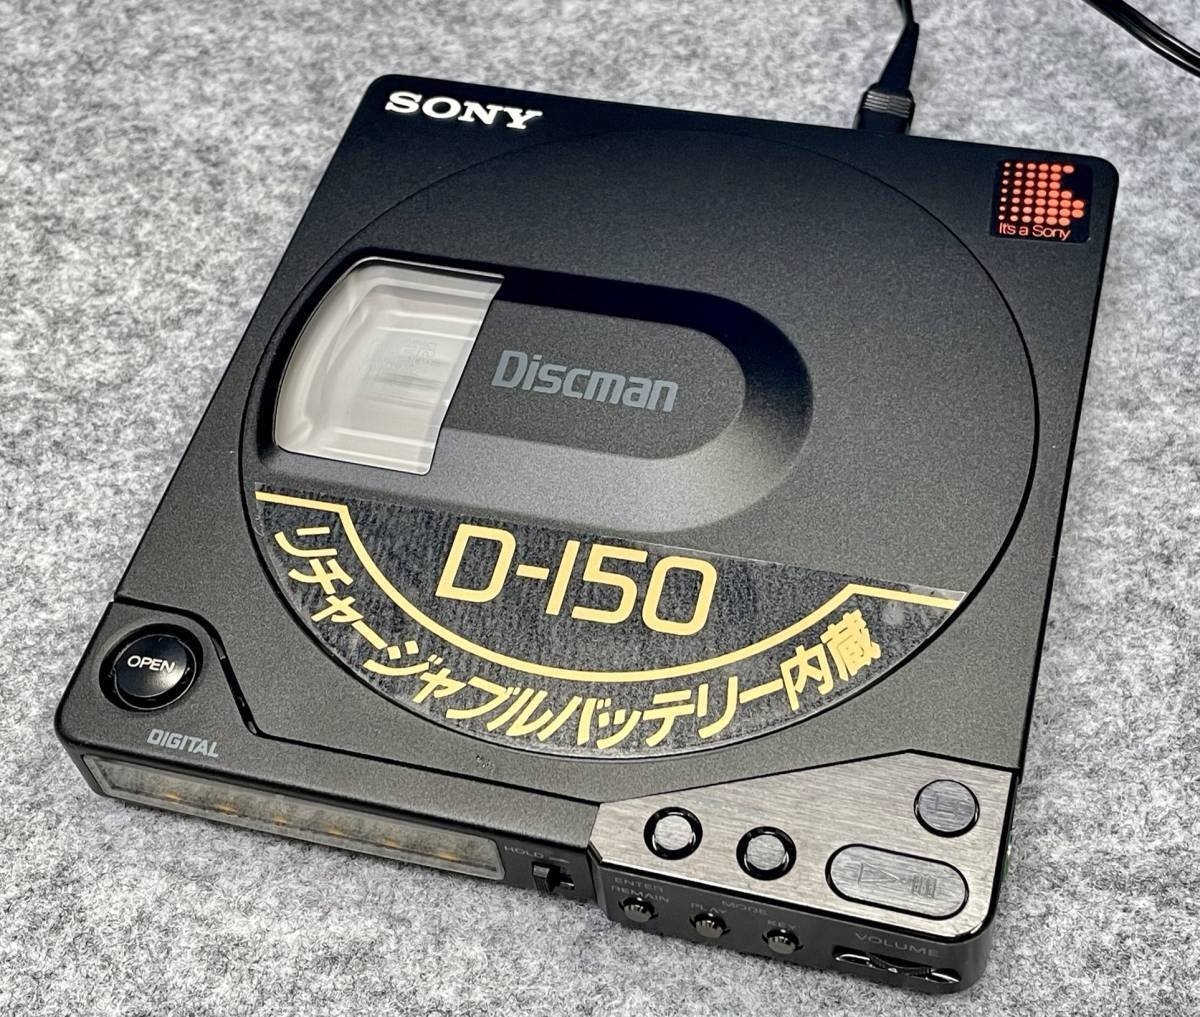 SONY
It's a Sony
Discman
D-150
リチャージャブルバッテリー内蔵
OPEN
DIGITAL
HOLD
ENTER
REMAIN
MODE
PLAY
KEY
VOLUME